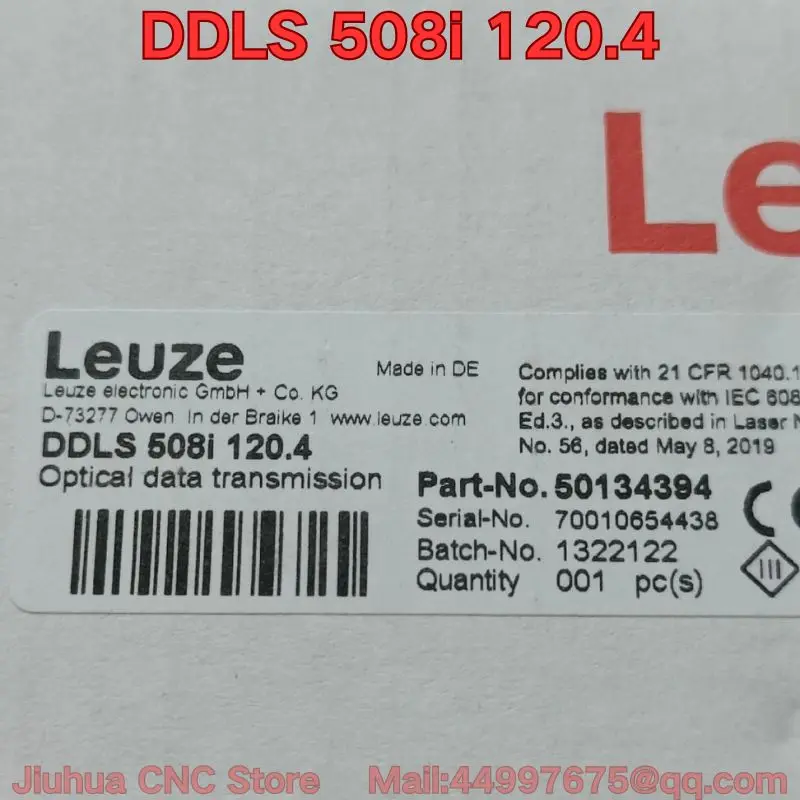 DDLS 508i 120.4
Le
Leuze
Made in DE
Leuze electronic GmbH + Co. KG
D-73277 Owen In der Braike 1 www.leuze.com
DDLS 508i 120.4
Optical data transmission
Complies with 21 CFR 1040.1
for conformance with IEC 608
Ed.3., as described in Laser N
No. 56, dated May 8, 2019
Part-No. 50134394
Serial-No. 70010654438
Batch-No. 1322122
Quantity 001 pc(s)
C
Jiuhua CNC Store Mail:44997675@qq.com